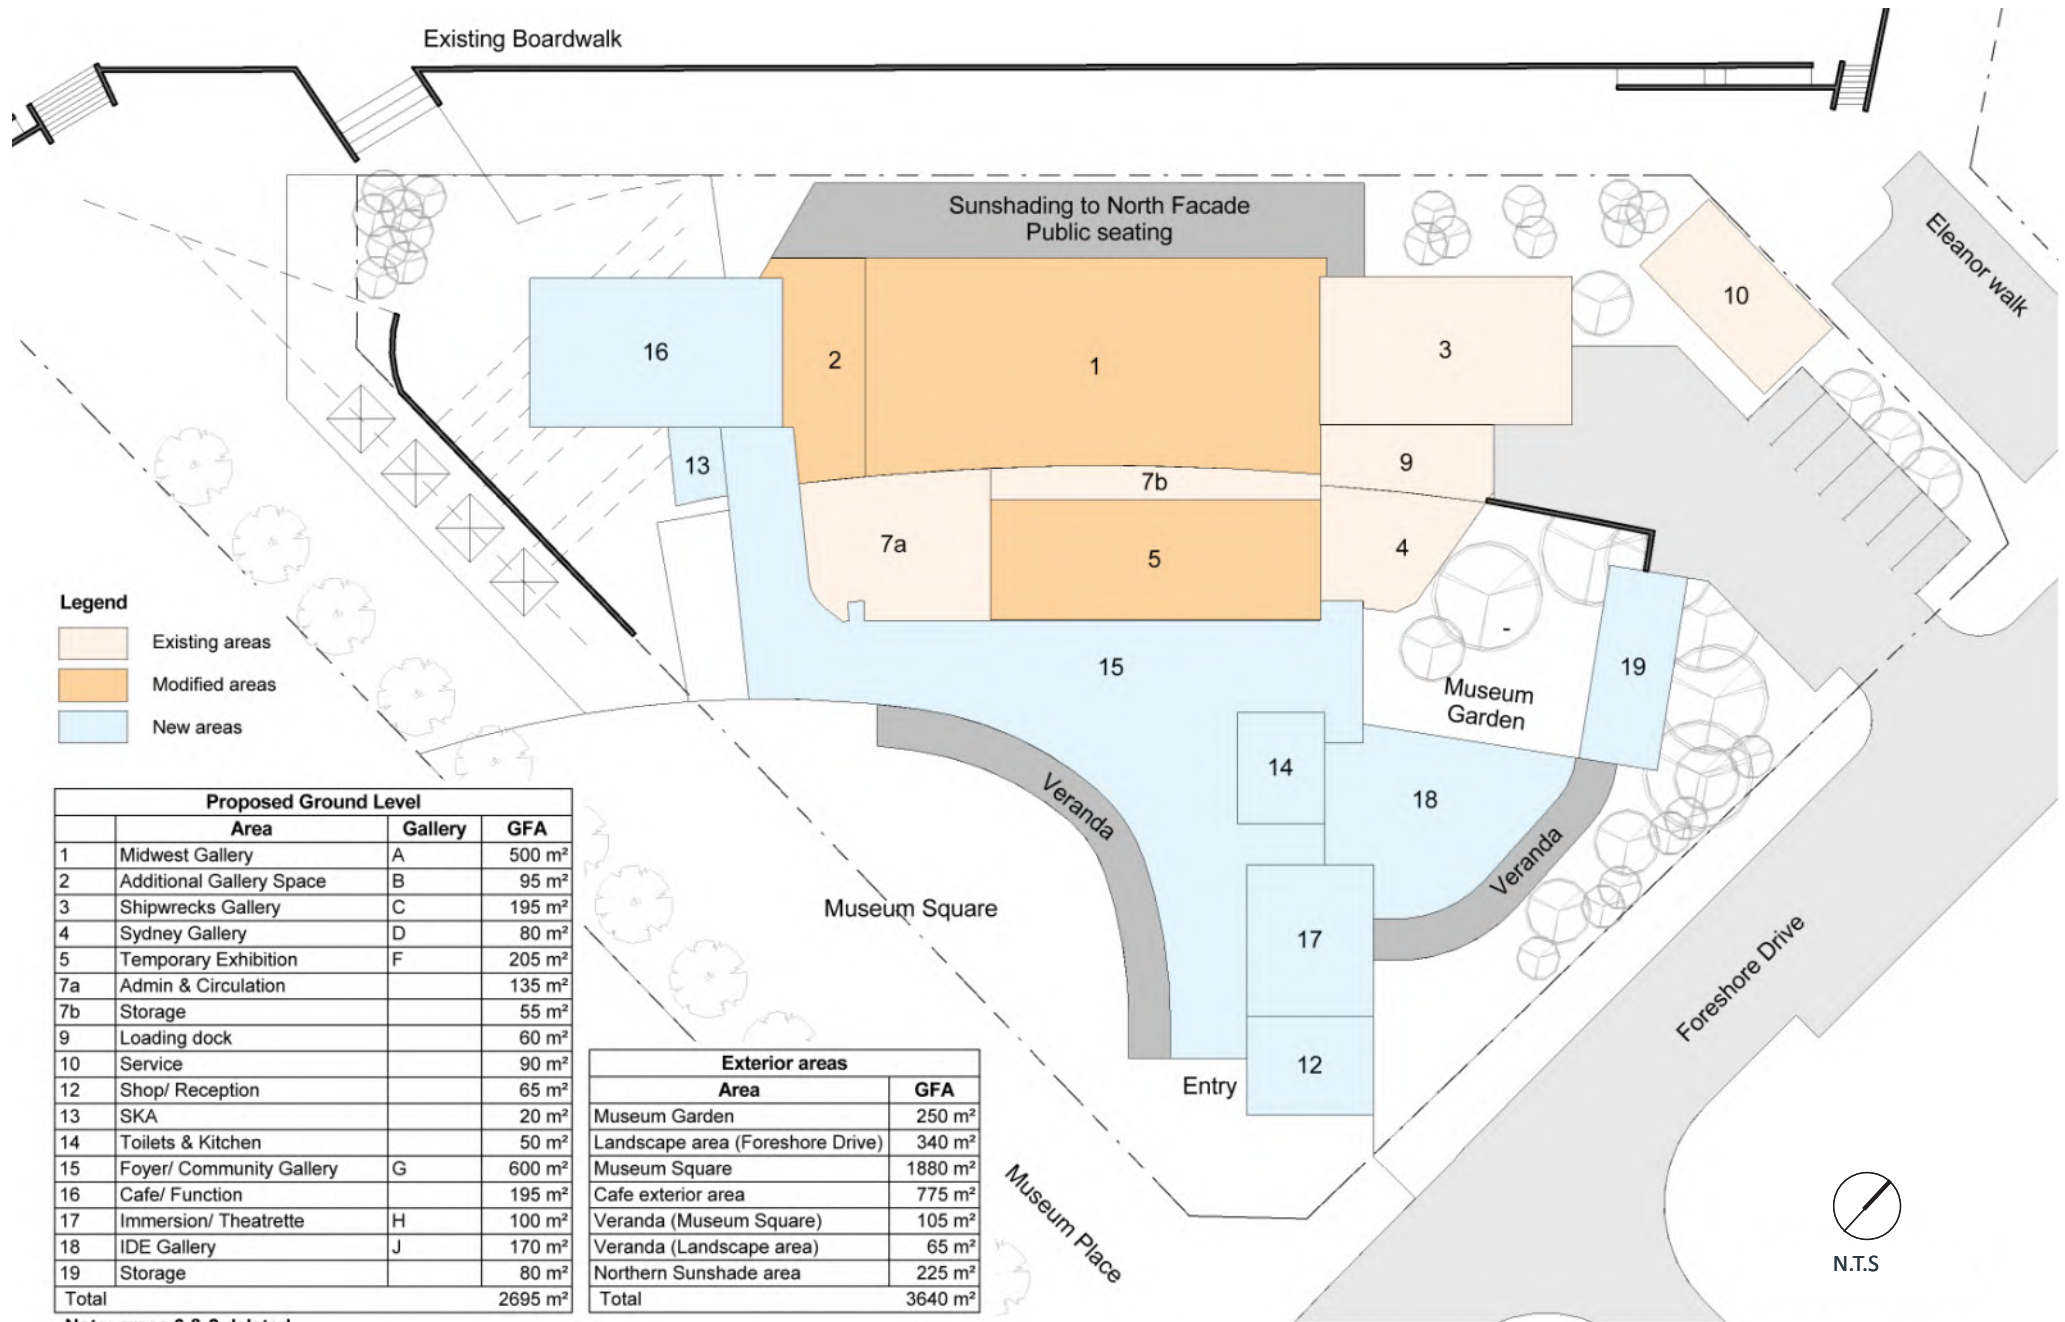 Existing Boardwalk
Sunshading to North Facade
Public seating
Eleanor walk
10
16
2
1
3
13
9
7b
7a
5
4
15
19
Museum
Garden
14
18
Veranda
Veranda
Museum Square
17
12
Entry
Foreshore Drive
Museum Place
N.T.S
Legend
Existing areas
Modified areas
New areas
Proposed Ground Level
Area Gallery GFA
1 Midwest Gallery A 500 m²
2 Additional Gallery Space B 95 m²
3 Shipwrecks Gallery C 195 m²
4 Sydney Gallery D 80 m²
5 Temporary Exhibition F 205 m²
7a Admin & Circulation 135 m²
7b Storage 55 m²
9 Loading dock 60 m²
10 Service 90 m²
12 Shop/ Reception 65 m²
13 SKA 20 m²
14 Toilets & Kitchen 50 m²
15 Foyer/ Community Gallery G 600 m²
16 Cafe/ Function 195 m²
17 Immersion/ Theatrette H 100 m²
18 IDE Gallery J 170 m²
19 Storage 80 m²
Total 2695 m²
Exterior areas
Area GFA
Museum Garden 250 m²
Landscape area (Foreshore Drive) 340 m²
Museum Square 1880 m²
Cafe exterior area 775 m²
Veranda (Museum Square) 105 m²
Veranda (Landscape area) 65 m²
Northern Sunshade area 225 m²
Total 3640 m²